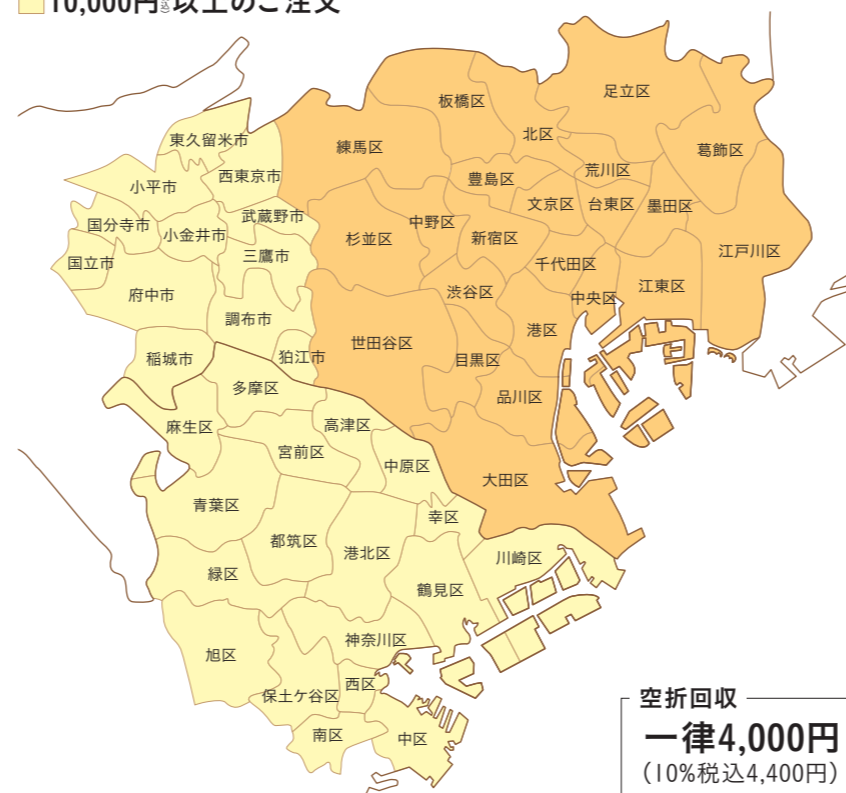 10,000円(税込)以上のご注文
足立区
板橋区
北区
葛飾区
東久留米市
練馬区
西東京市
荒川区
豊島区
小平市
文京区
台東区
墨田区
武蔵野市
中野区
国分寺市
小金井市
杉並区
新宿区
江戸川区
三鷹市
国立市
千代田区
府中市
渋谷区
中央区
江東区
調布市
港区
世田谷区
稲城市
狛江市
目黒区
多摩区
品川区
麻生区
高津区
宮前区
中原区
大田区
青葉区
幸区
都筑区
港北区
川崎区
緑区
鶴見区
神奈川区
旭区
西区
保土ケ谷区
南区
中区
空折回収
一律4,000円
(10%税込4,400円)